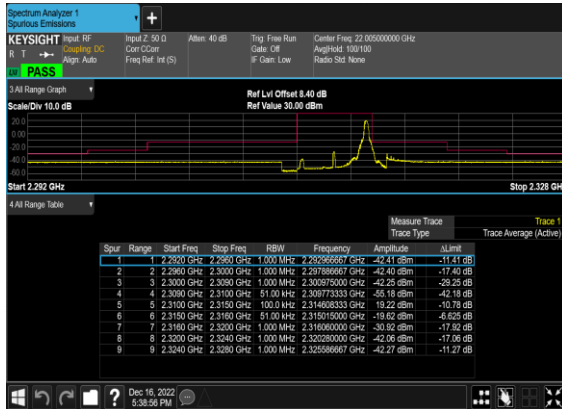 Spectrum Analyzer 1
Spurious Emissions
+
KEYSIGHT Input: RF
R T
Coupling: DC
Align: Auto
LXI PASS
Input Z: 50 Ω
Corr CCorr
Freq Ref: Int (S)
Atten: 40 dB
Trig: Free Run
Gate: Off
IF Gain: Low
Center Freq: 22.005000000 GHz
Avg|Hold: 100/100
Radio Std: None
3 All Range Graph
Ref Lvl Offset 8.40 dB
Scale/Div 10.0 dB
Ref Value 30.00 dBm
20.0
0.00
-20.0
-40.0
-60.0
Start 2.292 GHz
Stop 2.328 GH
4 All Range Table
Measure Trace Trace 1
Trace Type Trace Average (Active)
Spur Range Start Freq Stop Freq RBW Frequency Amplitude ΔLimit
1 1 2.2920 GHz 2.2960 GHz 1.000 MHz 2.292966667 GHz -42.41 dBm -11.41 dB
2 2 2.2960 GHz 2.3000 GHz 1.000 MHz 2.297886667 GHz -42.40 dBm -17.40 dB
3 3 2.3000 GHz 2.3090 GHz 1.000 MHz 2.300975000 GHz -42.25 dBm -29.25 dB
4 4 2.3090 GHz 2.3100 GHz 51.00 kHz 2.309773333 GHz -55.18 dBm -42.18 dB
5 5 2.3100 GHz 2.3150 GHz 100.0 kHz 2.314608333 GHz 19.22 dBm -10.78 dB
6 6 2.3150 GHz 2.3160 GHz 51.00 kHz 2.315015000 GHz -19.62 dBm -6.625 dB
7 7 2.3160 GHz 2.3200 GHz 1.000 MHz 2.316060000 GHz -30.92 dBm -17.92 dB
8 8 2.3200 GHz 2.3240 GHz 1.000 MHz 2.320280000 GHz -42.06 dBm -17.06 dB
9 9 2.3240 GHz 2.3280 GHz 1.000 MHz 2.325586667 GHz -42.27 dBm -11.27 dB
?
Dec 16, 2022
5:38:56 PM